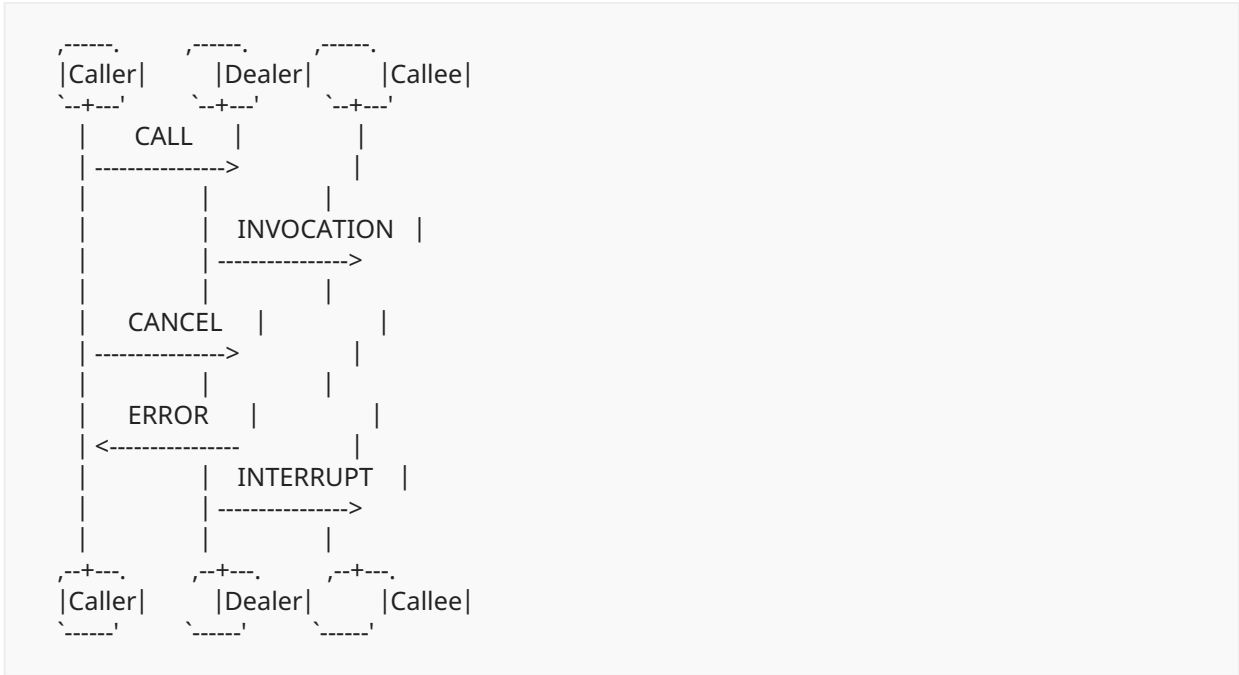 ,------.          ,------.          ,------.
|Caller|          |Dealer|          |Callee|
`--+---'          `--+---'          `--+---'
   |       CALL      |                 |
   | ---------------->                 |
   |                 |                 |
   |                 |    INVOCATION   |
   |                 | ---------------->
   |                 |                 |
   |      CANCEL     |                 |
   | ---------------->                 |
   |                 |                 |
   |      ERROR      |                 |
   | <----------------                 |
   |                 |    INTERRUPT    |
   |                 | ---------------->
   |                 |                 |
,--+---.          ,--+---.          ,--+---.
|Caller|          |Dealer|          |Callee|
`------'          `------'          `------'